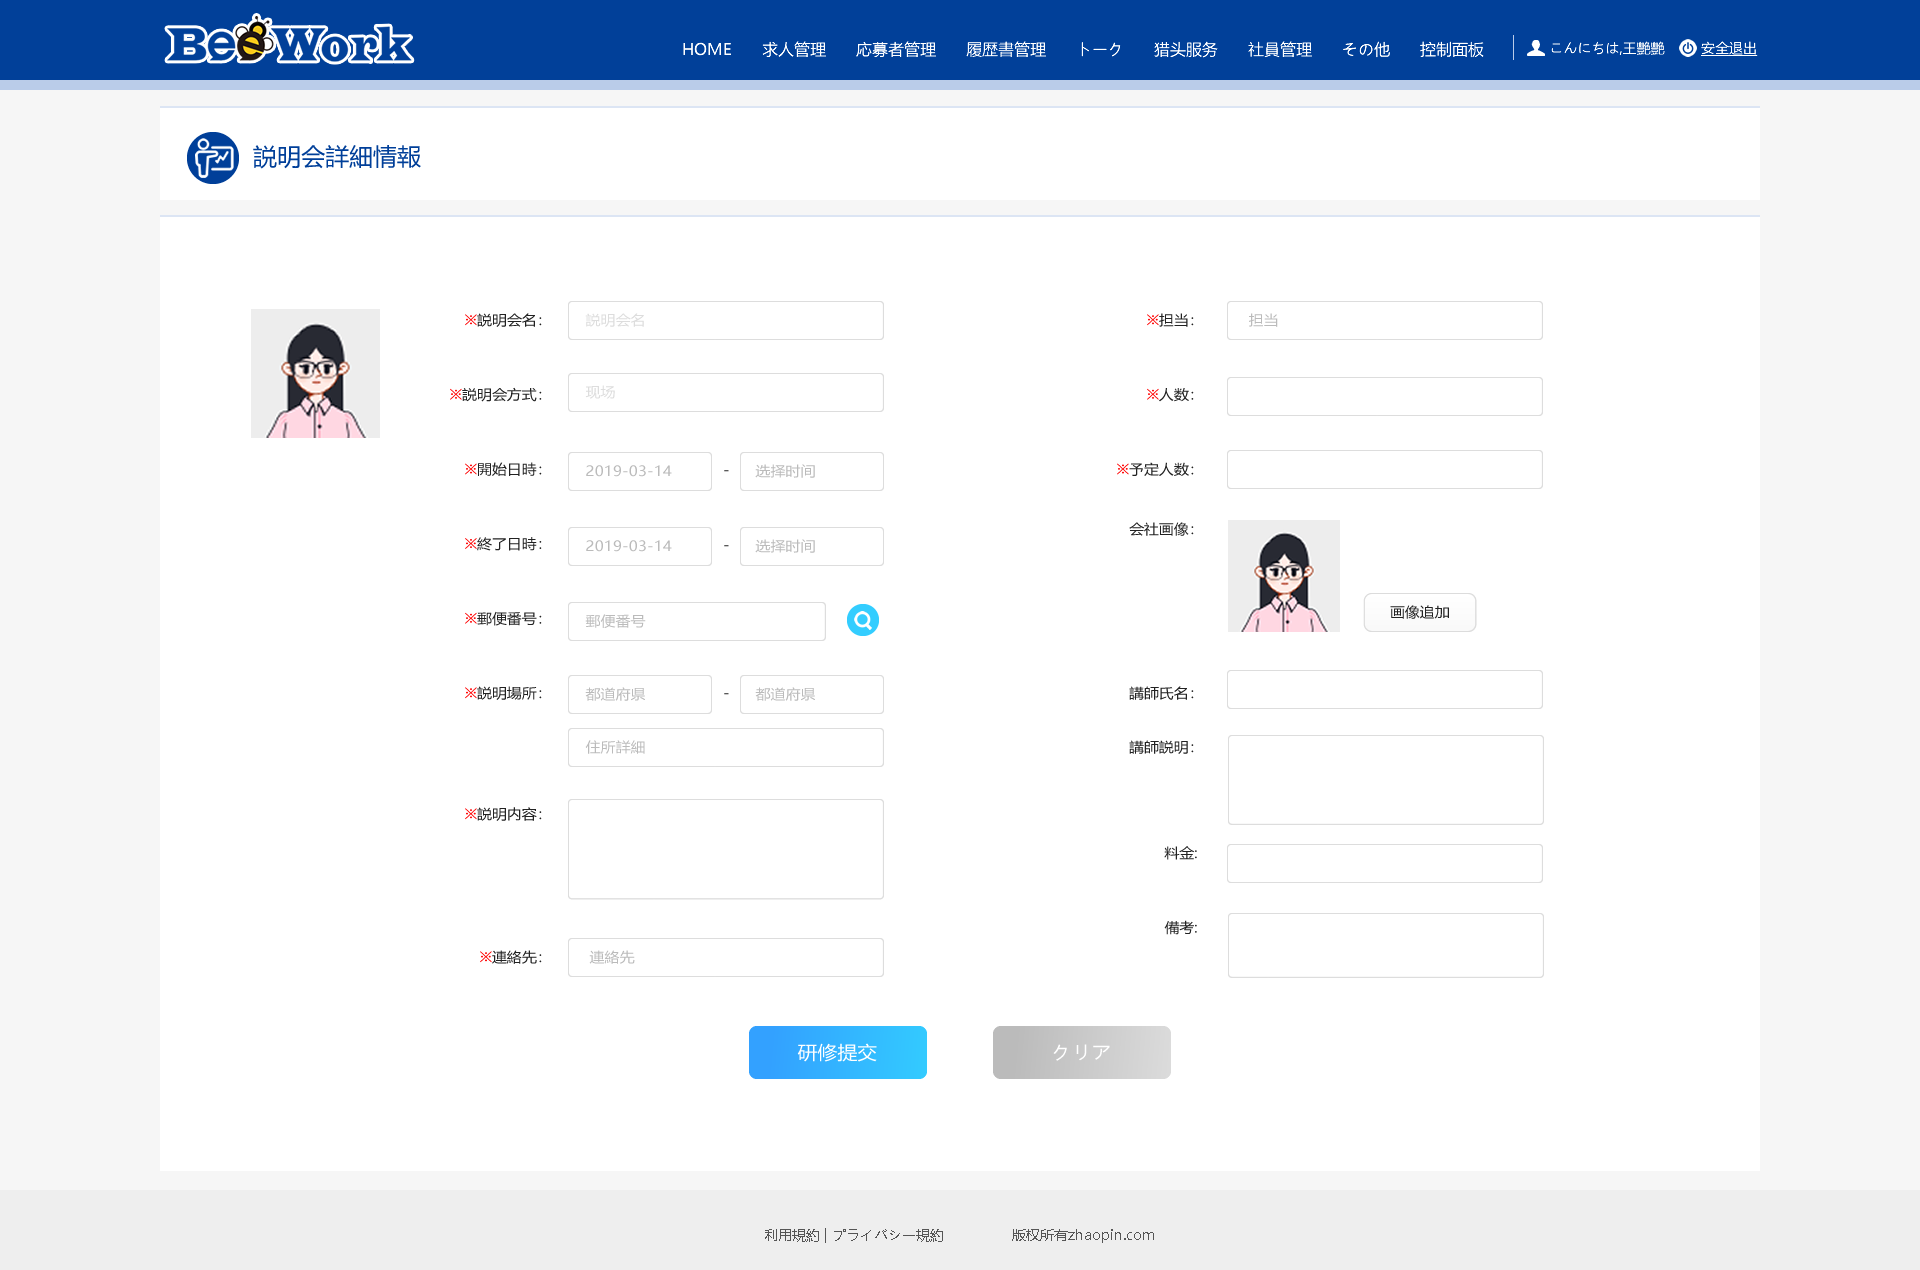 BeeWork
HOME 求人管理 応募者管理 履歴書管理 トーク 猎头服务 社員管理 その他 控制面板 こんにちは,王艶艶 安全退出
説明会詳細情報
※説明会名: 説明会名
※担当: 担当
※説明会方式: 现场
※人数:
※開始日時: 2019-03-14 - 选择时间
※予定人数:
※終了日時: 2019-03-14 - 选择时间
会社画像:
画像追加
※郵便番号: 郵便番号
※説明場所: 都道府県 - 都道府県
住所詳細
講師氏名:
講師説明:
※説明内容:
料金:
備考:
※連絡先: 連絡先
研修提交 クリア
利用規約 | プライバシー規約 版权所有zhaopin.com